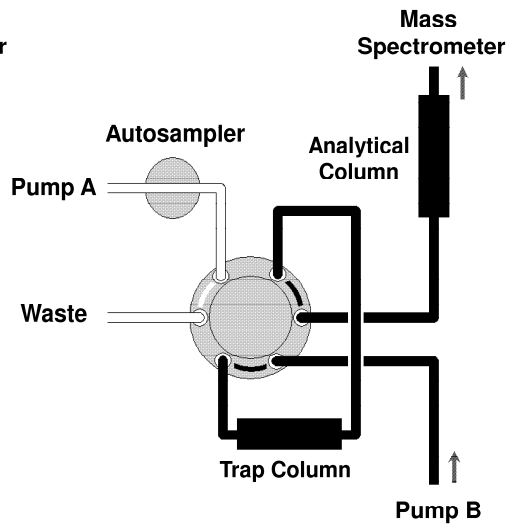 Mass
Spectrometer
r
Autosampler
Analytical
Column
Pump A
Waste
Trap Column
Pump B